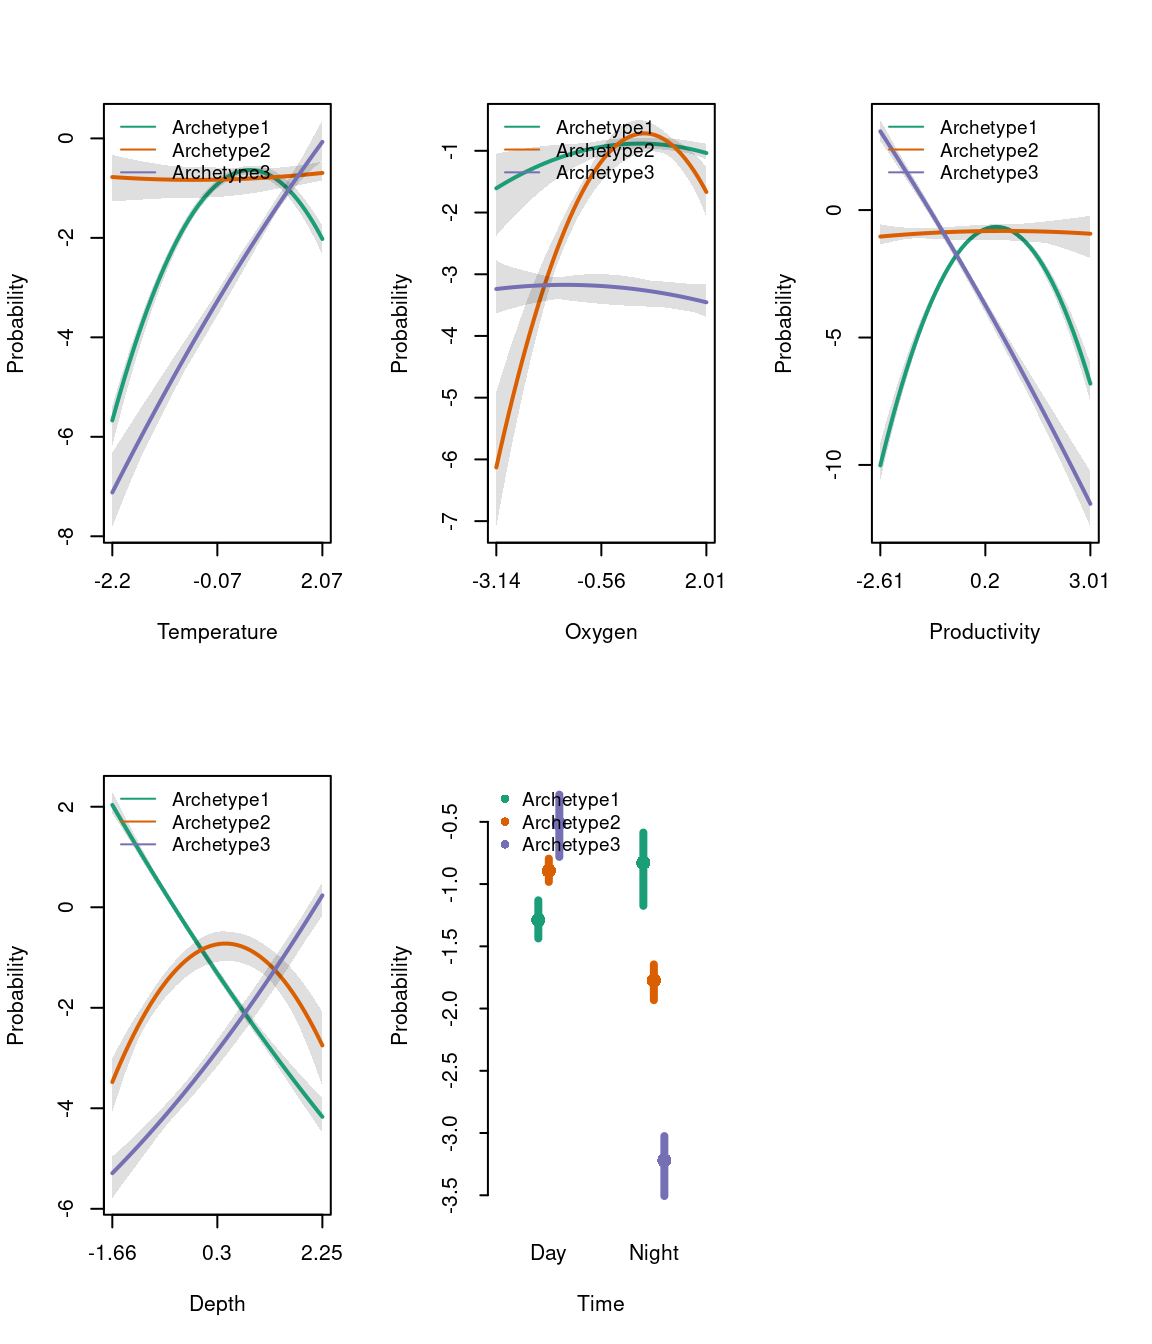 Archetype1
Archetype2
Archetype3
0
-2
-4
-6
-8
Probability
-2.2 -0.07 2.07
Temperature
Archetype1
Archetype2
Archetype3
-1
-2
-3
-4
-5
-6
-7
Probability
-3.14 -0.56 2.01
Oxygen
Archetype1
Archetype2
Archetype3
0
-5
-10
Probability
-2.61 0.2 3.01
Productivity
Archetype1
Archetype2
Archetype3
2
0
-2
-4
-6
Probability
-1.66 0.3 2.25
Depth
Archetype1
Archetype2
Archetype3
-0.5
-1.0
-1.5
-2.0
-2.5
-3.0
-3.5
Probability
Day Night
Time